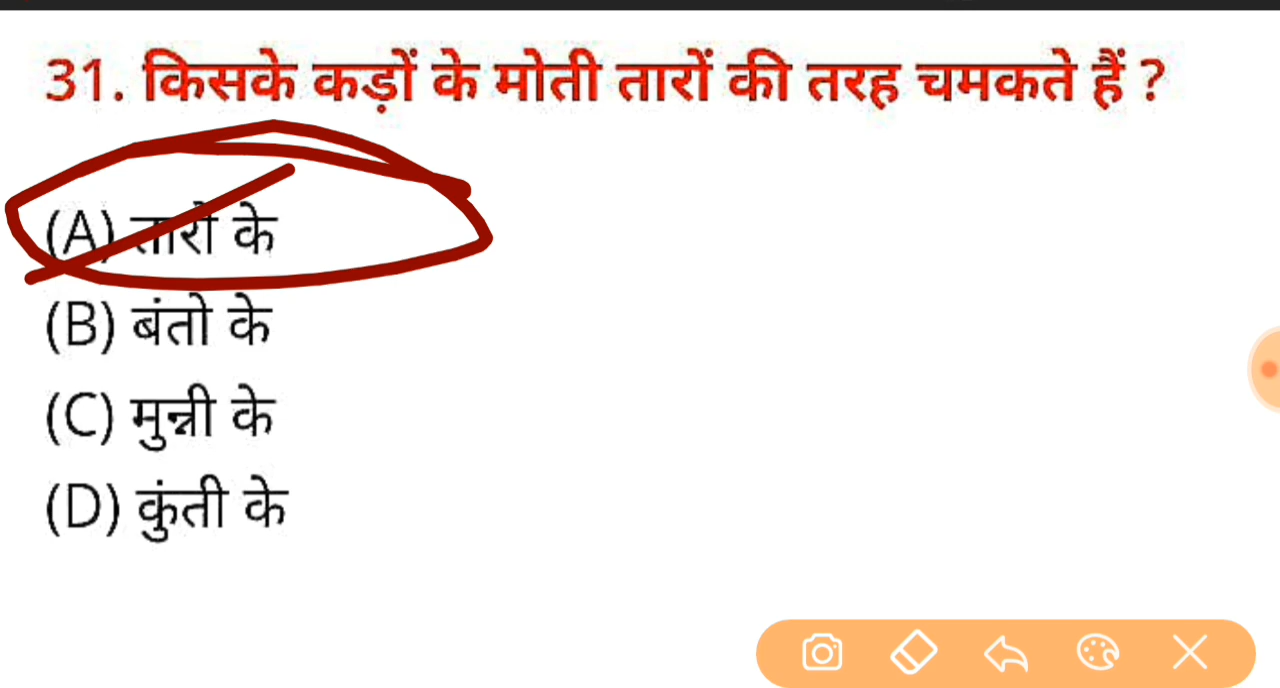 31. किसके कड़ों के मोती तारों की तरह चमकते हैं ?
(A) तारों के
(B) बंतो के
(C) मुन्नी के
(D) कुंती के